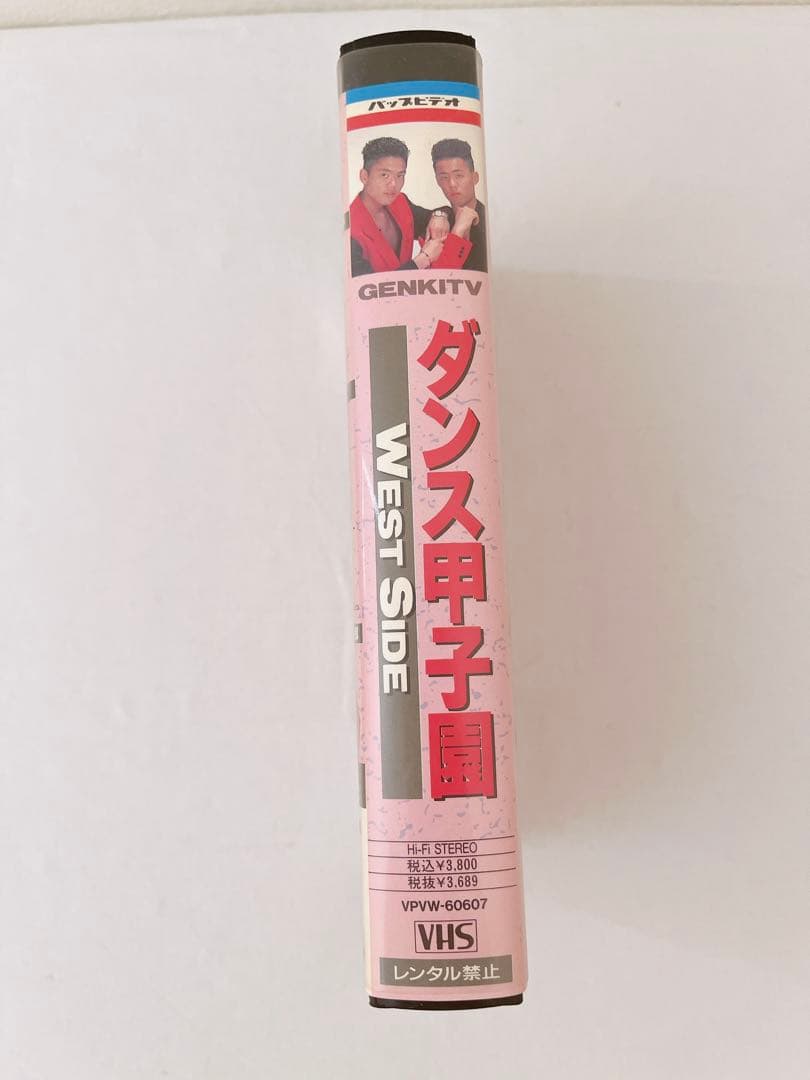 バップビデオ
GENKITV
ダンス甲子園
WEST SIDE
Hi-Fi STEREO
税込¥3,800
税抜¥3,689
VPVW-60607
VHS
レンタル禁止